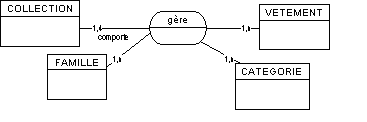 COLLECTION
gère
VETEMENT
1,n
comporte
1,n
FAMILLE
1,n
1,n
CATEGORIE